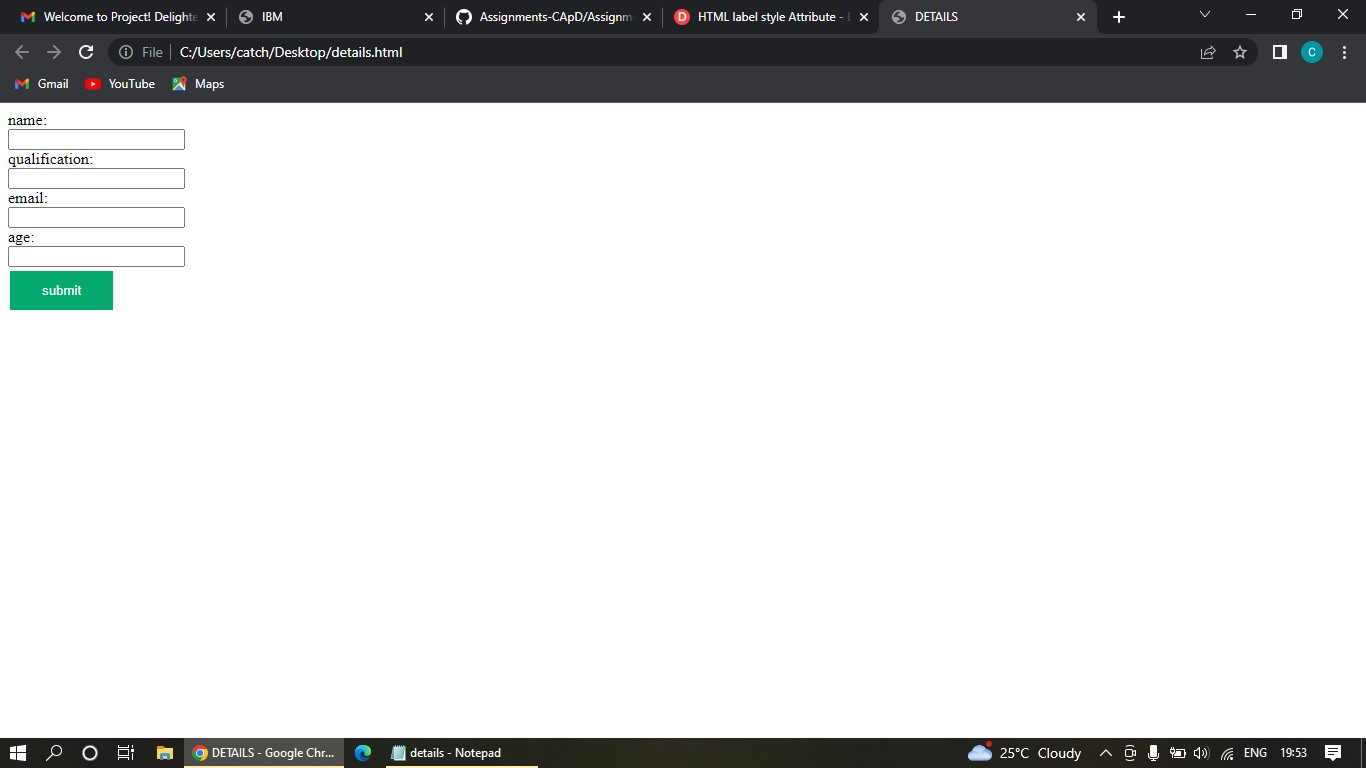 Welcome to Project! Delighte
IBM
Assignments-CApD/Assignm
D
HTML label style Attribute -
DETAILS
File
C:/Users/catch/Desktop/details.html
C
Gmail
YouTube
Maps
name:
qualification:
email:
age:
submit
DETAILS - Google Chr...
details - Notepad
25°C Cloudy
ENG
19:53